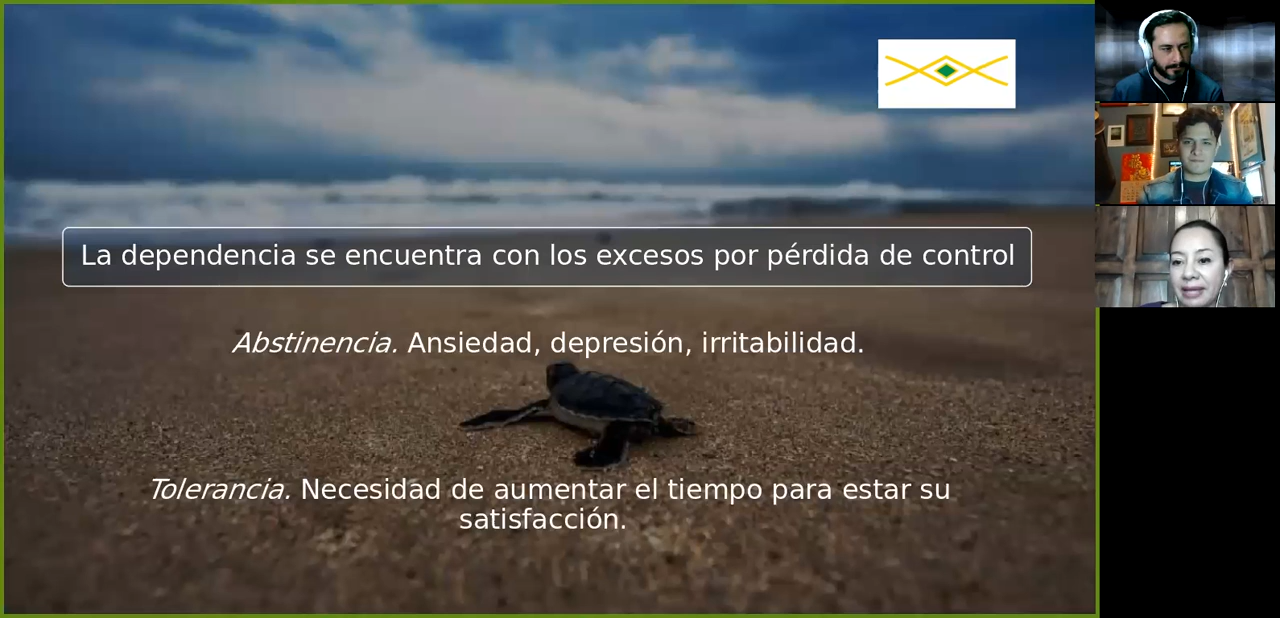 La dependencia se encuentra con los excesos por pérdida de control
Abstinencia. Ansiedad, depresión, irritabilidad.
Tolerancia. Necesidad de aumentar el tiempo para estar su
satisfacción.